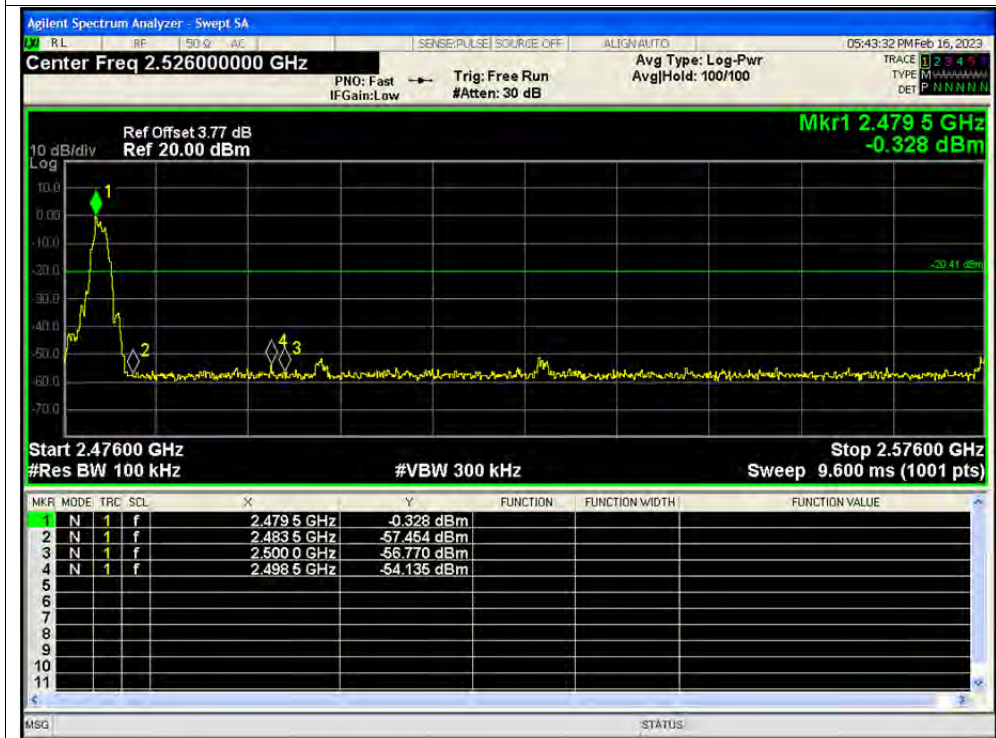 Agilent Spectrum Analyzer - Swept SA
LXI RL RF 50 Ω AC SENSE:PULSE SOURCE OFF ALIGN AUTO 05:43:32 PM Feb 16, 2023
Center Freq 2.526000000 GHz
PNO: Fast Trig: Free Run
IFGain:Low #Atten: 30 dB
Avg Type: Log-Pwr
Avg|Hold: 100/100
TRACE 1 2 3 4 5 6
TYPE M
DET P N N N N N
Mkr1 2.479 5 GHz
-0.328 dBm
Ref Offset 3.77 dB
10 dB/div Ref 20.00 dBm
Log
10.0
0.00
-10.0
-20.0
-30.0
-40.0
-50.0
-60.0
-70.0
1
2
4
3
-20.41 dBm
Start 2.47600 GHz Stop 2.57600 GHz
#Res BW 100 kHz #VBW 300 kHz Sweep 9.600 ms (1001 pts)
MKR MODE TRC SCL X Y FUNCTION FUNCTION WIDTH FUNCTION VALUE
1 N 1 f 2.479 5 GHz -0.328 dBm
2 N 1 f 2.483 5 GHz -57.454 dBm
3 N 1 f 2.500 0 GHz -56.770 dBm
4 N 1 f 2.498 5 GHz -54.135 dBm
5
6
7
8
9
10
11
MSG STATUS